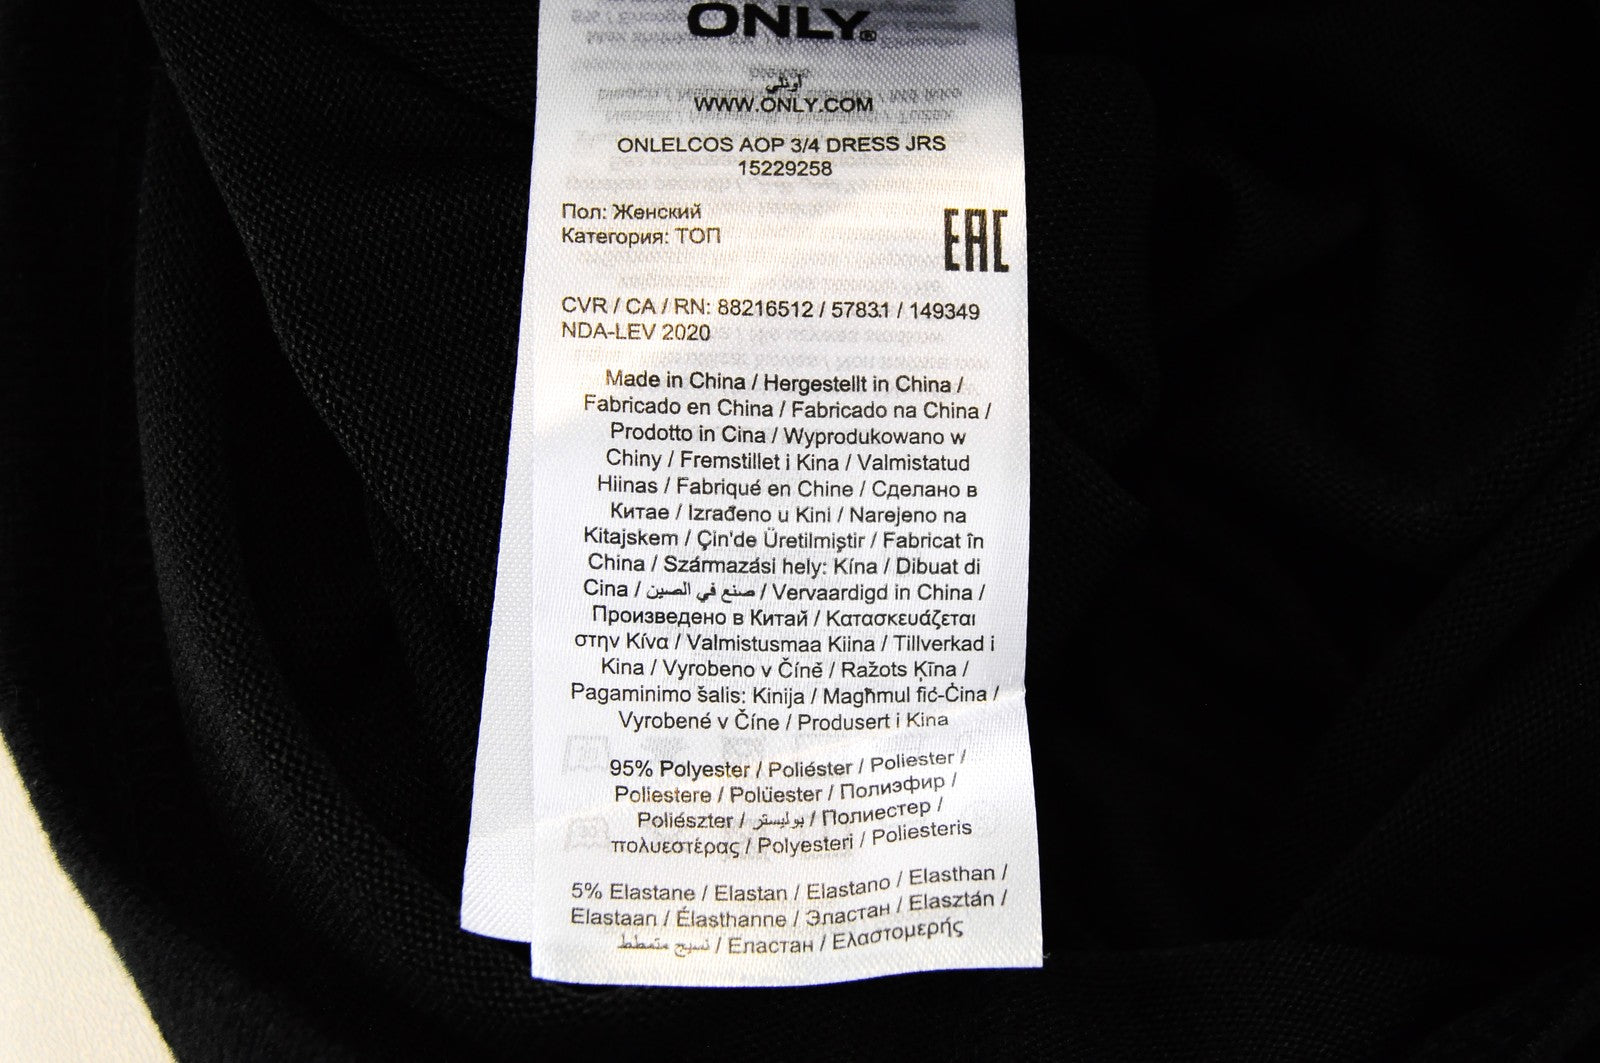 ONLY®
أونلي
WWW.ONLY.COM
ONLELCOS AOP 3/4 DRESS JRS
15229258
Пол: Женский
Категория: ТОП
EAC
CVR / CA / RN: 88216512 / 57831 / 149349
NDA-LEV 2020
Made in China / Hergestellt in China /
Fabricado en China / Fabricado na China /
Prodotto in Cina / Wyprodukowano w
Chiny / Fremstillet i Kina / Valmistatud
Hiinas / Fabriqué en Chine / Сделано в
Китае / Izrađeno u Kini / Narejeno na
Kitajskem / Çin'de Üretilmiştir / Fabricat în
China / Származási hely: Kína / Dibuat di
Cina / صنع في الصين / Vervaardigd in China /
Произведено в Китай / Κατασκευάζεται
στην Κίνα / Valmistusmaa Kiina / Tillverkad i
Kina / Vyrobeno v Číně / Ražots Ķīna /
Pagaminimo šalis: Kinija / Magħmul fiċ-Ċina /
Vyrobené v Číne / Produsert i Kina
95% Polyester / Poliéster / Poliester /
Poliestere / Polüester / Полиэфир /
Poliészter / بوليستر / Полиестер /
πολυεστέρας / Polyesteri / Poliesteris
5% Elastane / Elastan / Elastano / Elasthan /
Elastaan / Élasthanne / Эластан / Elasztán /
نسيج متمطط / Еластан / Ελαστομερής